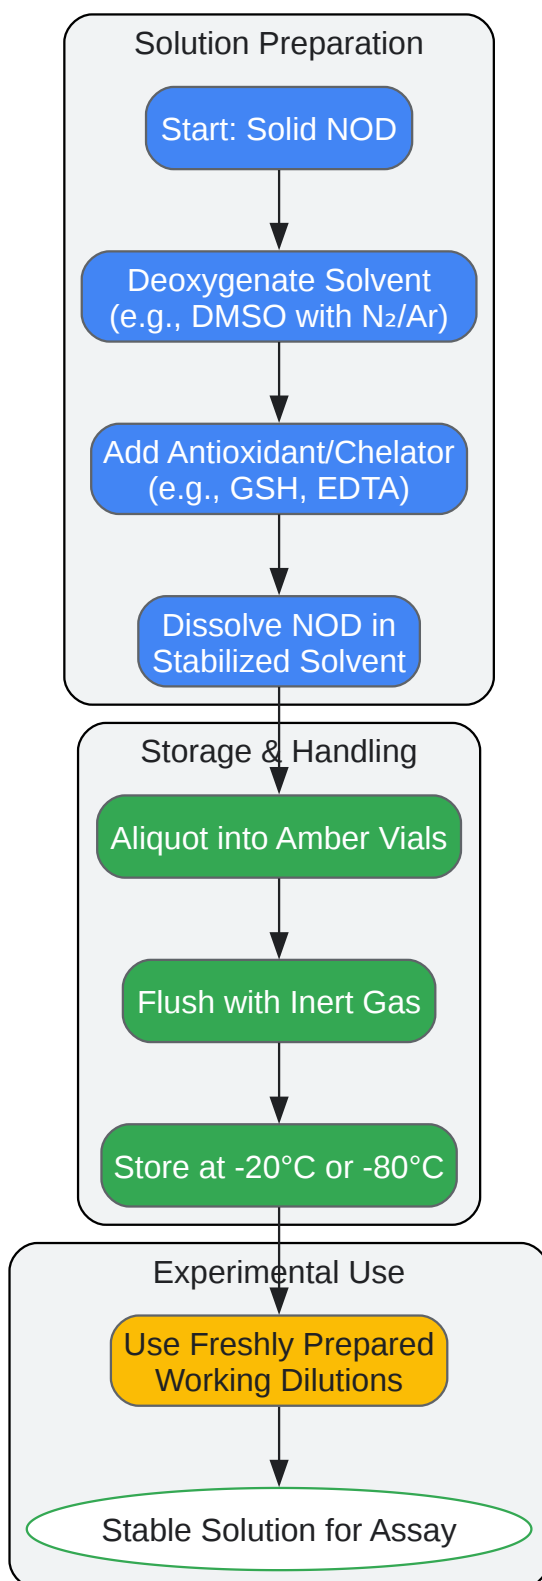 Solution Preparation
Start: Solid NOD
Deoxygenate Solvent
(e.g., DMSO with N₂/Ar)
Add Antioxidant/Chelator
(e.g., GSH, EDTA)
Dissolve NOD in
Stabilized Solvent
Storage & Handling
Aliquot into Amber Vials
Flush with Inert Gas
Store at -20°C or -80°C
Experimental Use
Use Freshly Prepared
Working Dilutions
Stable Solution for Assay